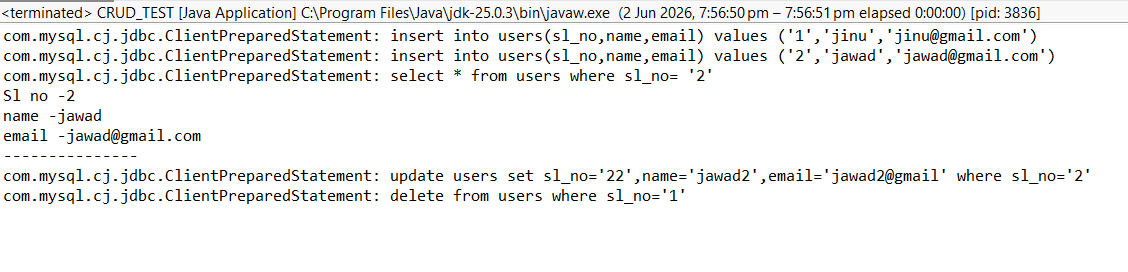 <terminated> CRUD_TEST [Java Application] C:\Program Files\Java\jdk-25.0.3\bin\javaw.exe  (2 Jun 2026, 7:56:50 pm – 7:56:51 pm elapsed 0:00:00) [pid: 3836]
com.mysql.cj.jdbc.ClientPreparedStatement: insert into users(sl_no,name,email) values ('1','jinu','jinu@gmail.com')
com.mysql.cj.jdbc.ClientPreparedStatement: insert into users(sl_no,name,email) values ('2','jawad','jawad@gmail.com')
com.mysql.cj.jdbc.ClientPreparedStatement: select * from users where sl_no= '2'
Sl no -2
name -jawad
email -jawad@gmail.com
---------------
com.mysql.cj.jdbc.ClientPreparedStatement: update users set sl_no='22',name='jawad2',email='jawad2@gmail' where sl_no='2'
com.mysql.cj.jdbc.ClientPreparedStatement: delete from users where sl_no='1'